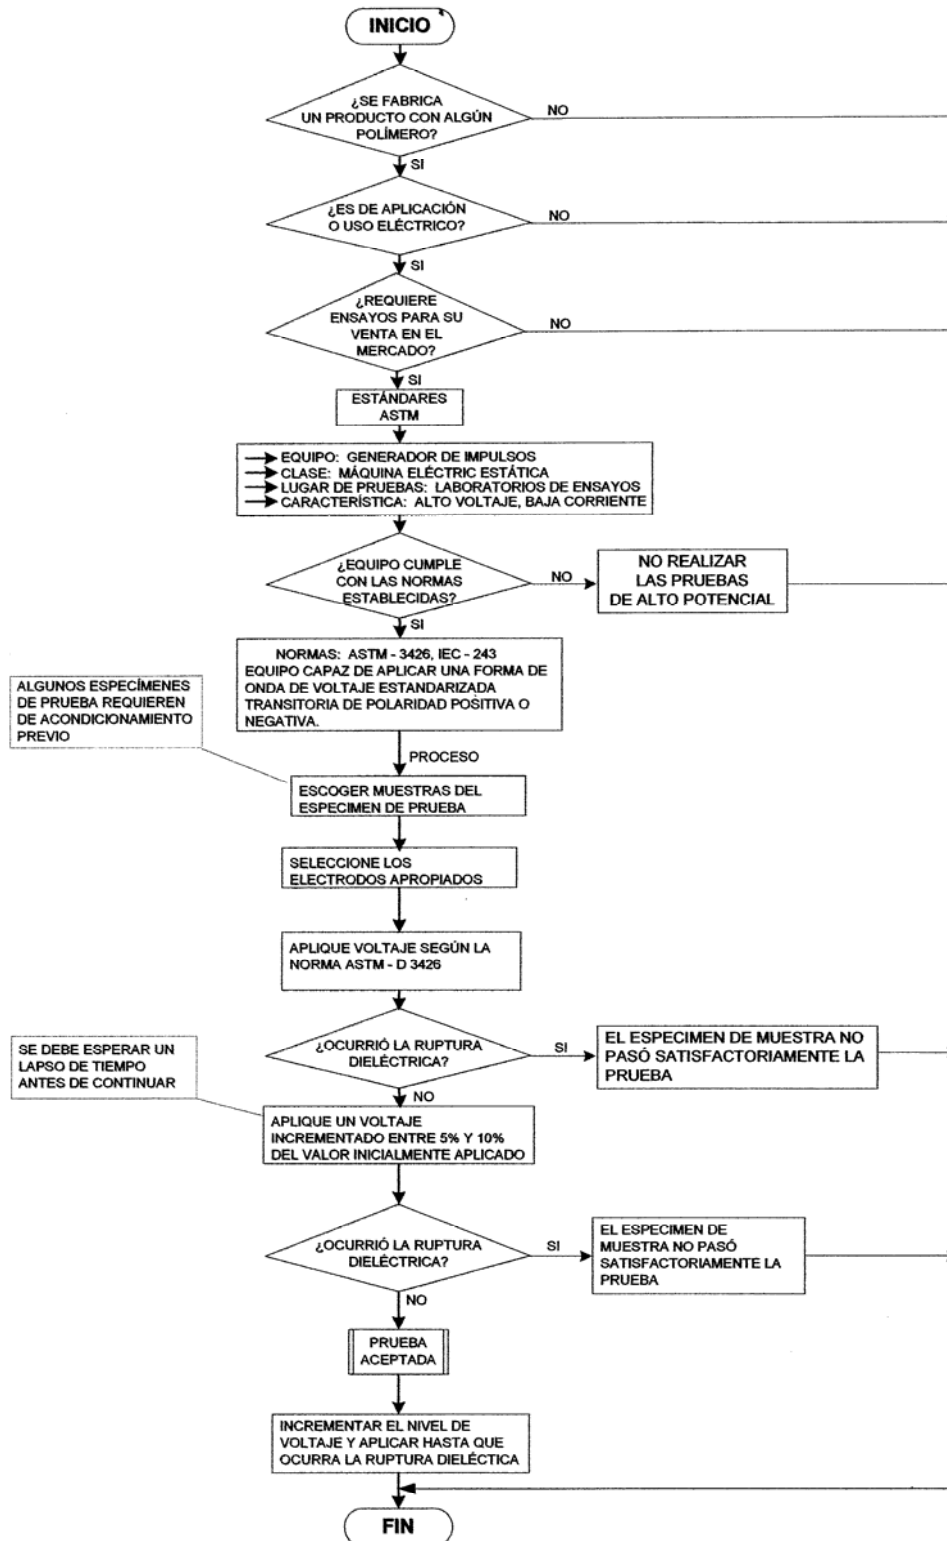 INICIO
¿SE FABRICA
UN PRODUCTO CON ALGÚN
POLÍMERO?
NO
SI
¿ES DE APLICACIÓN
O USO ELÉCTRICO?
NO
SI
¿REQUIERE
ENSAYOS PARA SU
VENTA EN EL
MERCADO?
NO
SI
ESTÁNDARES
ASTM
EQUIPO: GENERADOR DE IMPULSOS
CLASE: MÁQUINA ELÉCTRIC ESTÁTICA
LUGAR DE PRUEBAS: LABORATORIOS DE ENSAYOS
CARACTERÍSTICA: ALTO VOLTAJE, BAJA CORRIENTE
¿EQUIPO CUMPLE
CON LAS NORMAS
ESTABLECIDAS?
NO
NO REALIZAR
LAS PRUEBAS
DE ALTO POTENCIAL
SI
NORMAS: ASTM - 3426, IEC - 243
EQUIPO CAPAZ DE APLICAR UNA FORMA DE
ONDA DE VOLTAJE ESTANDARIZADA
TRANSITORIA DE POLARIDAD POSITIVA O
NEGATIVA.
ALGUNOS ESPECÍMENES
DE PRUEBA REQUIEREN
DE ACONDICIONAMIENTO
PREVIO
PROCESO
ESCOGER MUESTRAS DEL
ESPECIMEN DE PRUEBA
SELECCIONE LOS
ELECTRODOS APROPIADOS
APLIQUE VOLTAJE SEGÚN LA
NORMA ASTM - D 3426
¿OCURRIÓ LA RUPTURA
DIELÉCTRICA?
SI
EL ESPECIMEN DE MUESTRA NO
PASÓ SATISFACTORIAMENTE LA
PRUEBA
SE DEBE ESPERAR UN
LAPSO DE TIEMPO
ANTES DE CONTINUAR
NO
APLIQUE UN VOLTAJE
INCREMENTADO ENTRE 5% Y 10%
DEL VALOR INICIALMENTE APLICADO
¿OCURRIÓ LA RUPTURA
DIELÉCTRICA?
SI
EL ESPECIMEN DE
MUESTRA NO PASÓ
SATISFACTORIAMENTE LA
PRUEBA
NO
PRUEBA
ACEPTADA
INCREMENTAR EL NIVEL DE
VOLTAJE Y APLICAR HASTA QUE
OCURRA LA RUPTURA DIELÉCTICA
FIN